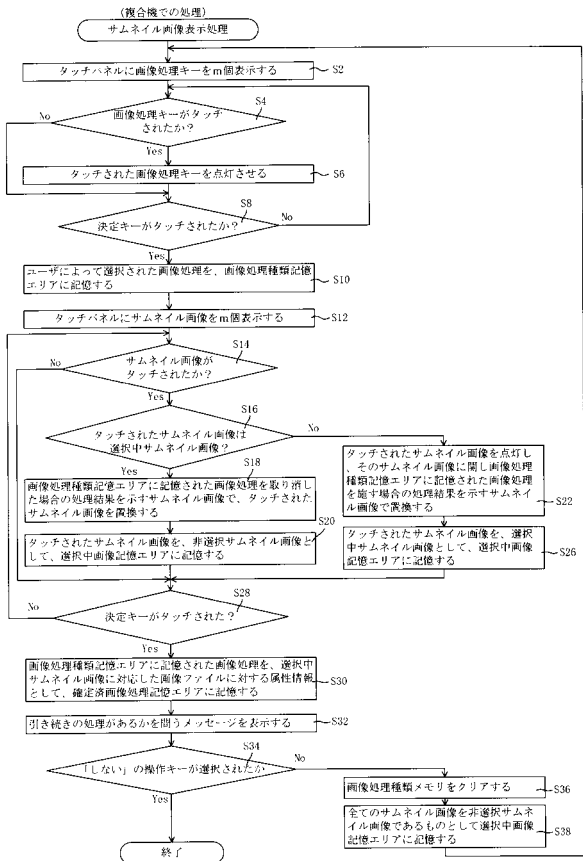 (複合機での処理)
サムネイル画像表示処理
タッチパネルに画像処理キーをm個表示する
S2
画像処理キーがタッチ
されたか?
S4
No
Yes
タッチされた画像処理キーを点灯させる
S6
決定キーがタッチされたか?
S8
No
Yes
ユーザによって選択された画像処理を、画像処理種類記憶
エリアに記憶する
S10
タッチパネルにサムネイル画像をm個表示する
S12
サムネイル画像が
タッチされたか?
S14
No
Yes
タッチされたサムネイル画像は
選択中サムネイル画像?
S16
No
Yes
画像処理種類記憶エリアに記憶された画像処理を取り消し
た場合の処理結果を示すサムネイル画像で、タッチされた
サムネイル画像を置換する
S18
タッチされたサムネイル画像を、非選択サムネイル画像と
して、選択中画像記憶エリアに記憶する
S20
タッチされたサムネイル画像を点灯し
、そのサムネイル画像に関し画像処理
種類記憶エリアに記憶された画像処理
を施す場合の処理結果を示すサムネイ
ル画像で置換する
S22
タッチされたサムネイル画像を、選択
中サムネイル画像として、選択中画像
記憶エリアに記憶する
S26
決定キーがタッチされた?
S28
No
Yes
画像処理種類記憶エリアに記憶された画像処理を、選択中
サムネイル画像に対応した画像ファイルに対する属性情報
として、確定済画像処理記憶エリアに記憶する
S30
引き続きの処理があるかを問うメッセージを表示する
S32
「しない」の操作キーが選択されたか
S34
No
Yes
画像処理種類メモリをクリアする
S36
全てのサムネイル画像を非選択サムネ
イル画像であるものとして選択中画像
記憶エリアに記憶する
S38
終了